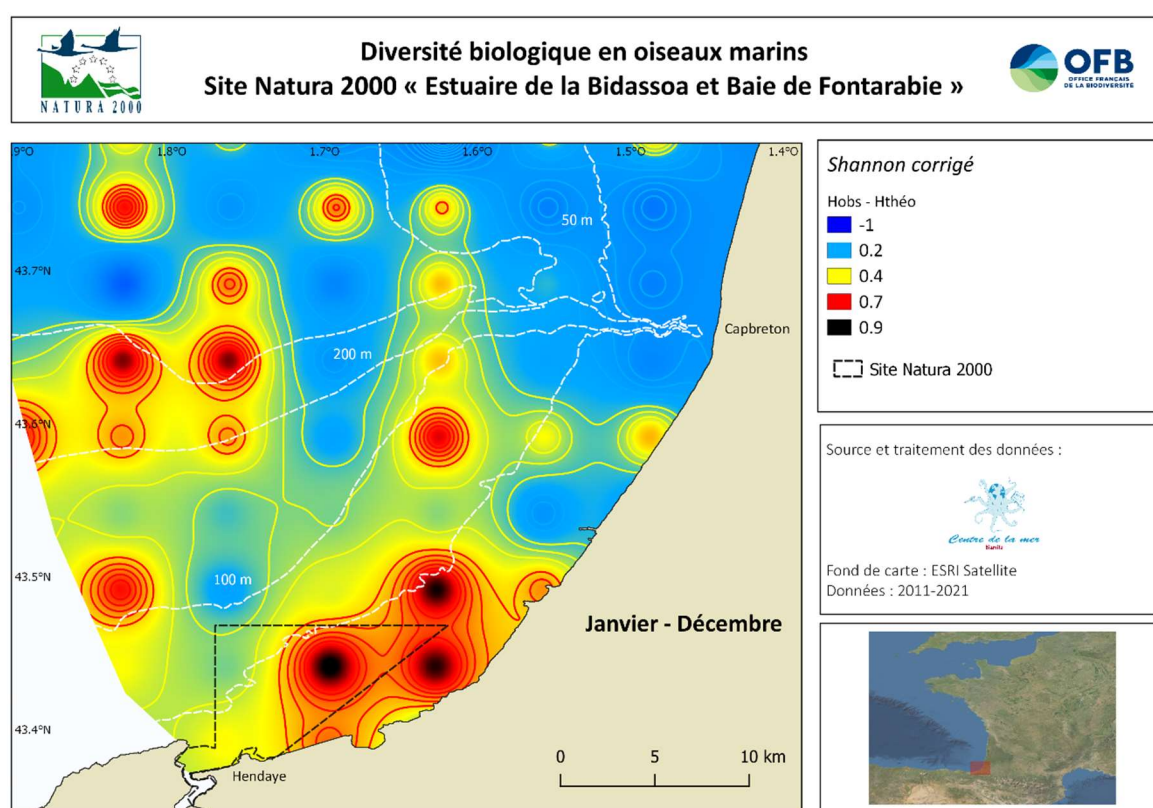 Diversité biologique en oiseaux marins
Site Natura 2000 « Estuaire de la Bidassoa et Baie de Fontarabie »
NATURA 2000
OFB
OFFICE FRANÇAIS
DE LA BIODIVERSITÉ
9°O 1.8°O 1.7°O 1.6°O 1.5°O 1.4°O
50 m
43.7°N
Capbreton
200 m
43.6°N
43.5°N
100 m
Janvier - Décembre
43.4°N
Hendaye
0 5 10 km
Shannon corrigé
Hobs - Hthéo
-1
0.2
0.4
0.7
0.9
Site Natura 2000
Source et traitement des données :
Centre de la mer
Biarritz
Fond de carte : ESRI Satellite
Données : 2011-2021